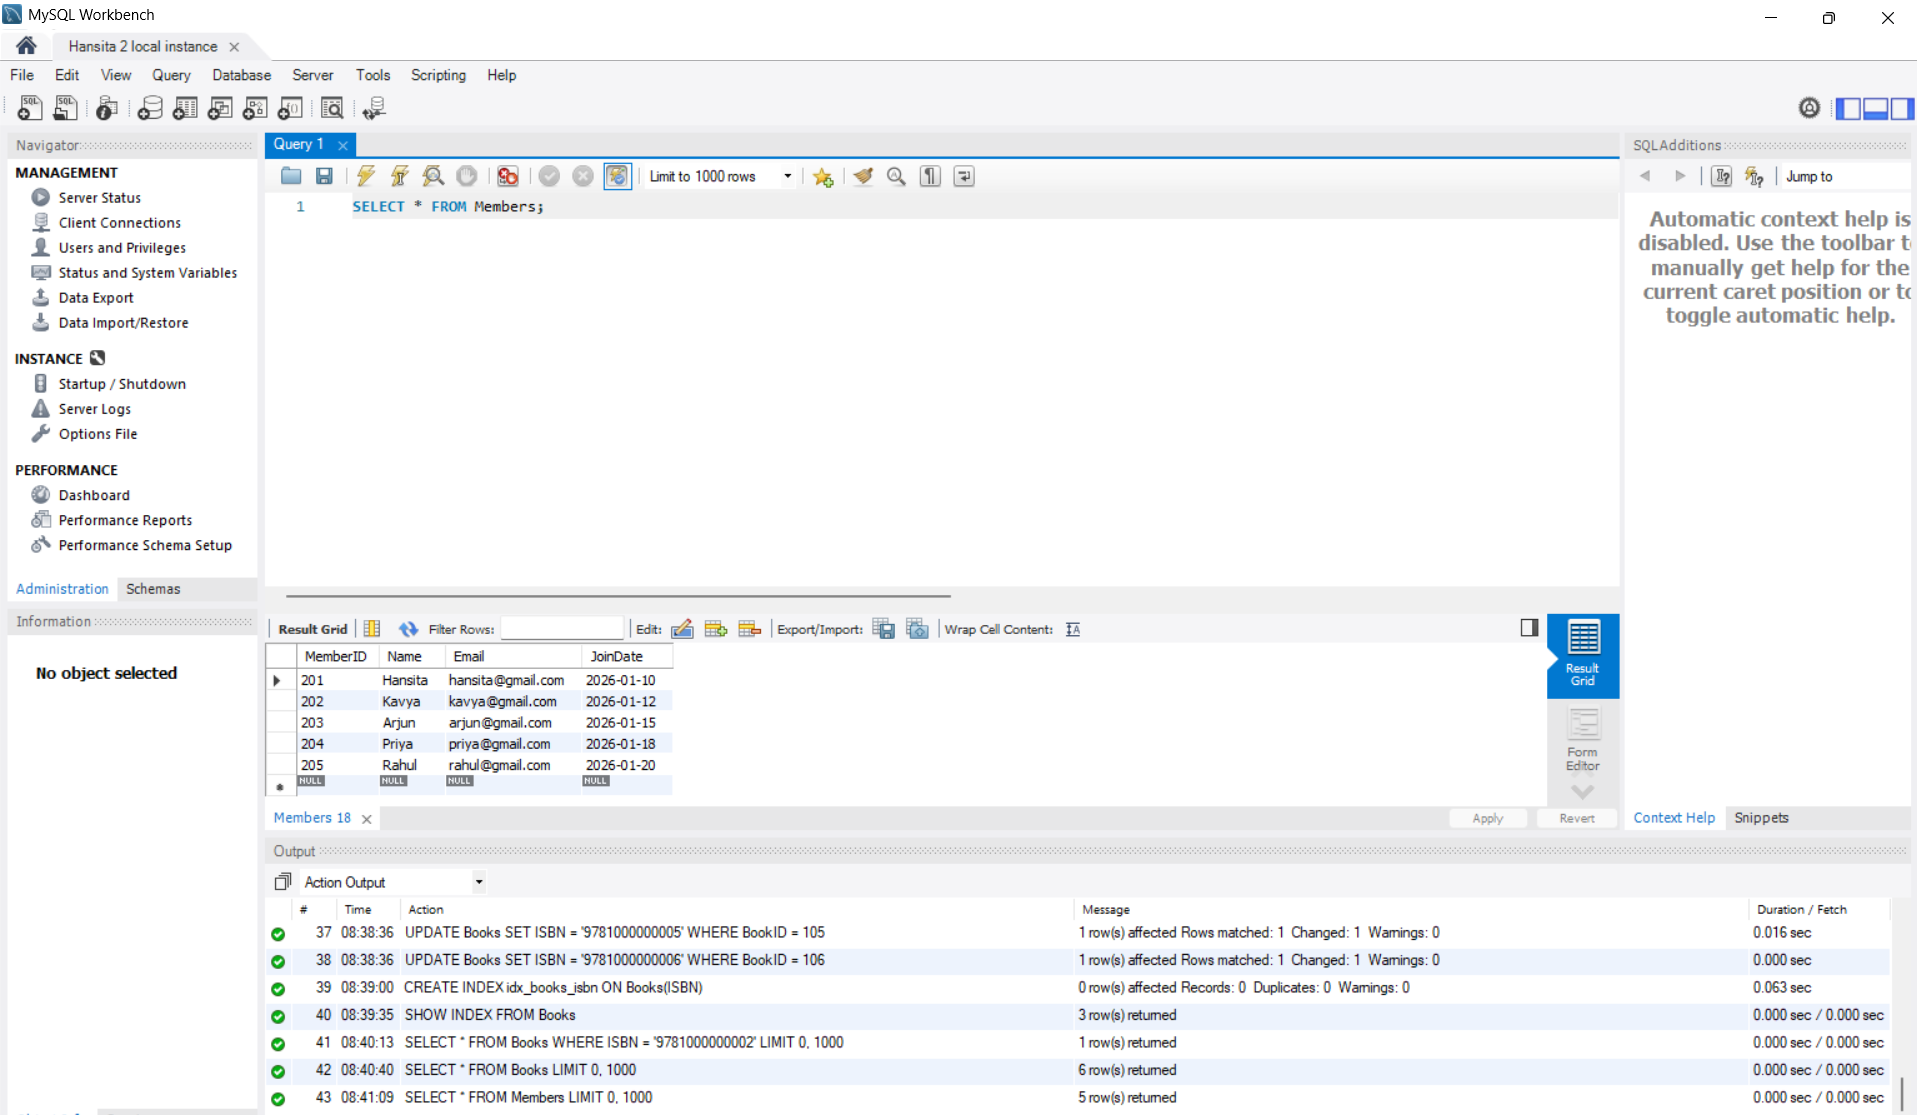 MySQL Workbench
Hansita 2 local instance
File Edit View Query Database Server Tools Scripting Help
Navigator
MANAGEMENT
Server Status
Client Connections
Users and Privileges
Status and System Variables
Data Export
Data Import/Restore
INSTANCE
Startup / Shutdown
Server Logs
Options File
PERFORMANCE
Dashboard
Performance Reports
Performance Schema Setup
Administration Schemas
Information
No object selected
Query 1
Limit to 1000 rows
1 SELECT * FROM Members;
Result Grid Filter Rows: Edit: Export/Import: Wrap Cell Content:
MemberID Name Email JoinDate
201 Hansita hansita@gmail.com 2026-01-10
202 Kavya kavya@gmail.com 2026-01-12
203 Arjun arjun@gmail.com 2026-01-15
204 Priya priya@gmail.com 2026-01-18
205 Rahul rahul@gmail.com 2026-01-20
NULL NULL NULL NULL
Result
Grid
Form
Editor
Members 18
Apply Revert
SQLAdditions
Jump to
Automatic context help is
disabled. Use the toolbar t
manually get help for the
current caret position or to
toggle automatic help.
Context Help Snippets
Output
Action Output
# Time Action Message Duration / Fetch
37 08:38:36 UPDATE Books SET ISBN = '9781000000005' WHERE BookID = 105 1 row(s) affected Rows matched: 1 Changed: 1 Warnings: 0 0.016 sec
38 08:38:36 UPDATE Books SET ISBN = '9781000000006' WHERE BookID = 106 1 row(s) affected Rows matched: 1 Changed: 1 Warnings: 0 0.000 sec
39 08:39:00 CREATE INDEX idx_books_isbn ON Books(ISBN) 0 row(s) affected Records: 0 Duplicates: 0 Warnings: 0 0.063 sec
40 08:39:35 SHOW INDEX FROM Books 3 row(s) returned 0.000 sec / 0.000 sec
41 08:40:13 SELECT * FROM Books WHERE ISBN = '9781000000002' LIMIT 0, 1000 1 row(s) returned 0.000 sec / 0.000 sec
42 08:40:40 SELECT * FROM Books LIMIT 0, 1000 6 row(s) returned 0.000 sec / 0.000 sec
43 08:41:09 SELECT * FROM Members LIMIT 0, 1000 5 row(s) returned 0.000 sec / 0.000 sec